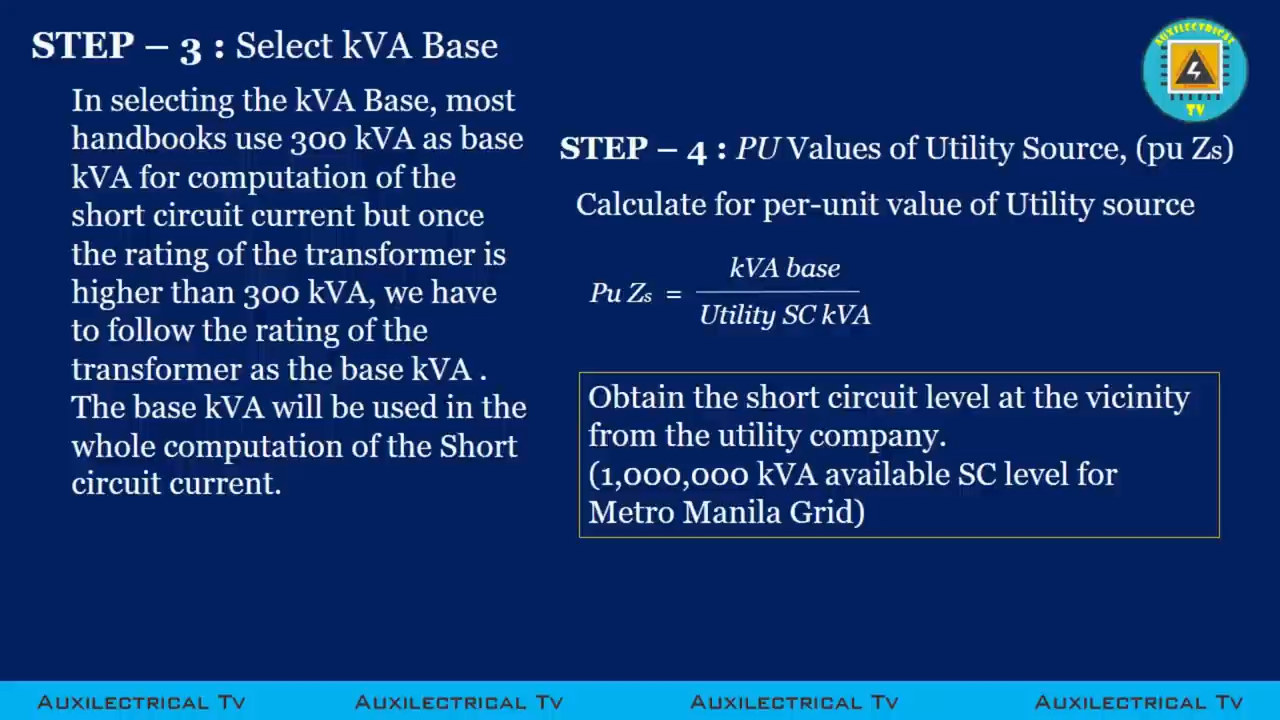 STEP – 3 : Select kVA Base
In selecting the kVA Base, most
handbooks use 300 kVA as base
kVA for computation of the
short circuit current but once
the rating of the transformer is
higher than 300 kVA, we have
to follow the rating of the
transformer as the base kVA .
The base kVA will be used in the
whole computation of the Short
circuit current.
AUXILECTRICAL
TV
STEP – 4 : PU Values of Utility Source, (pu Zs)
Calculate for per-unit value of Utility source
Pu Zs = kVA base
Utility SC kVA
Obtain the short circuit level at the vicinity
from the utility company.
(1,000,000 kVA available SC level for
Metro Manila Grid)
Auxilectrical Tv Auxilectrical Tv Auxilectrical Tv Auxilectrical Tv